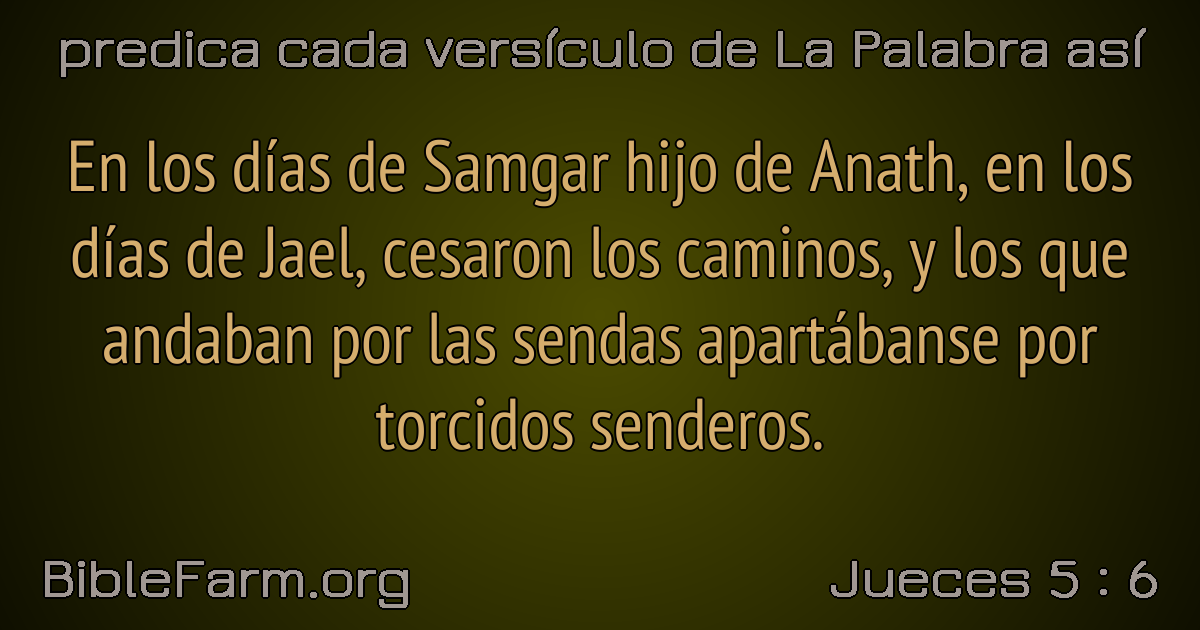 predica cada versículo de La Palabra así
En los días de Samgar hijo de Anath, en los
días de Jael, cesaron los caminos, y los que
andaban por las sendas apartábanse por
torcidos senderos.
BibleFarm.org
Jueces 5 : 6